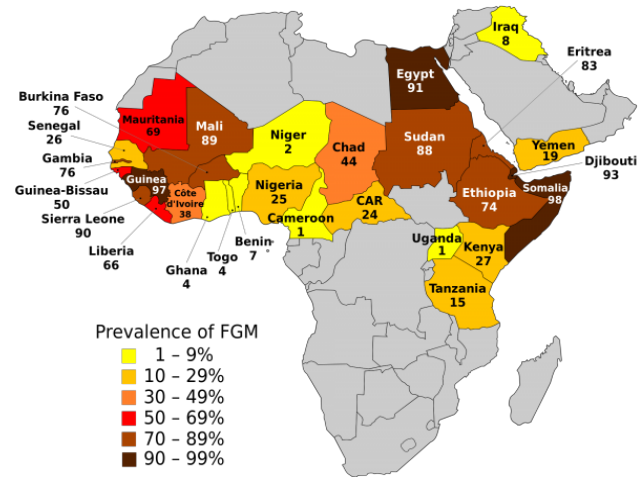 Iraq
8
Eritrea
83
Egypt
91
Burkina Faso
76
Mauritania
69
Mali
89
Niger
2
Chad
44
Sudan
88
Yemen
19
Senegal
26
Gambia
76
Djibouti
93
Guinea
97
Guinea-Bissau
50
Côte
d'Ivoire
38
Nigeria
25
CAR
24
Ethiopia
74
Somalia
98
Sierra Leone
90
Cameroon
1
Liberia
66
Ghana
4
Togo
4
Benin
7
Uganda
1
Kenya
27
Tanzania
15
Prevalence of FGM
1 – 9%
10 – 29%
30 – 49%
50 – 69%
70 – 89%
90 – 99%